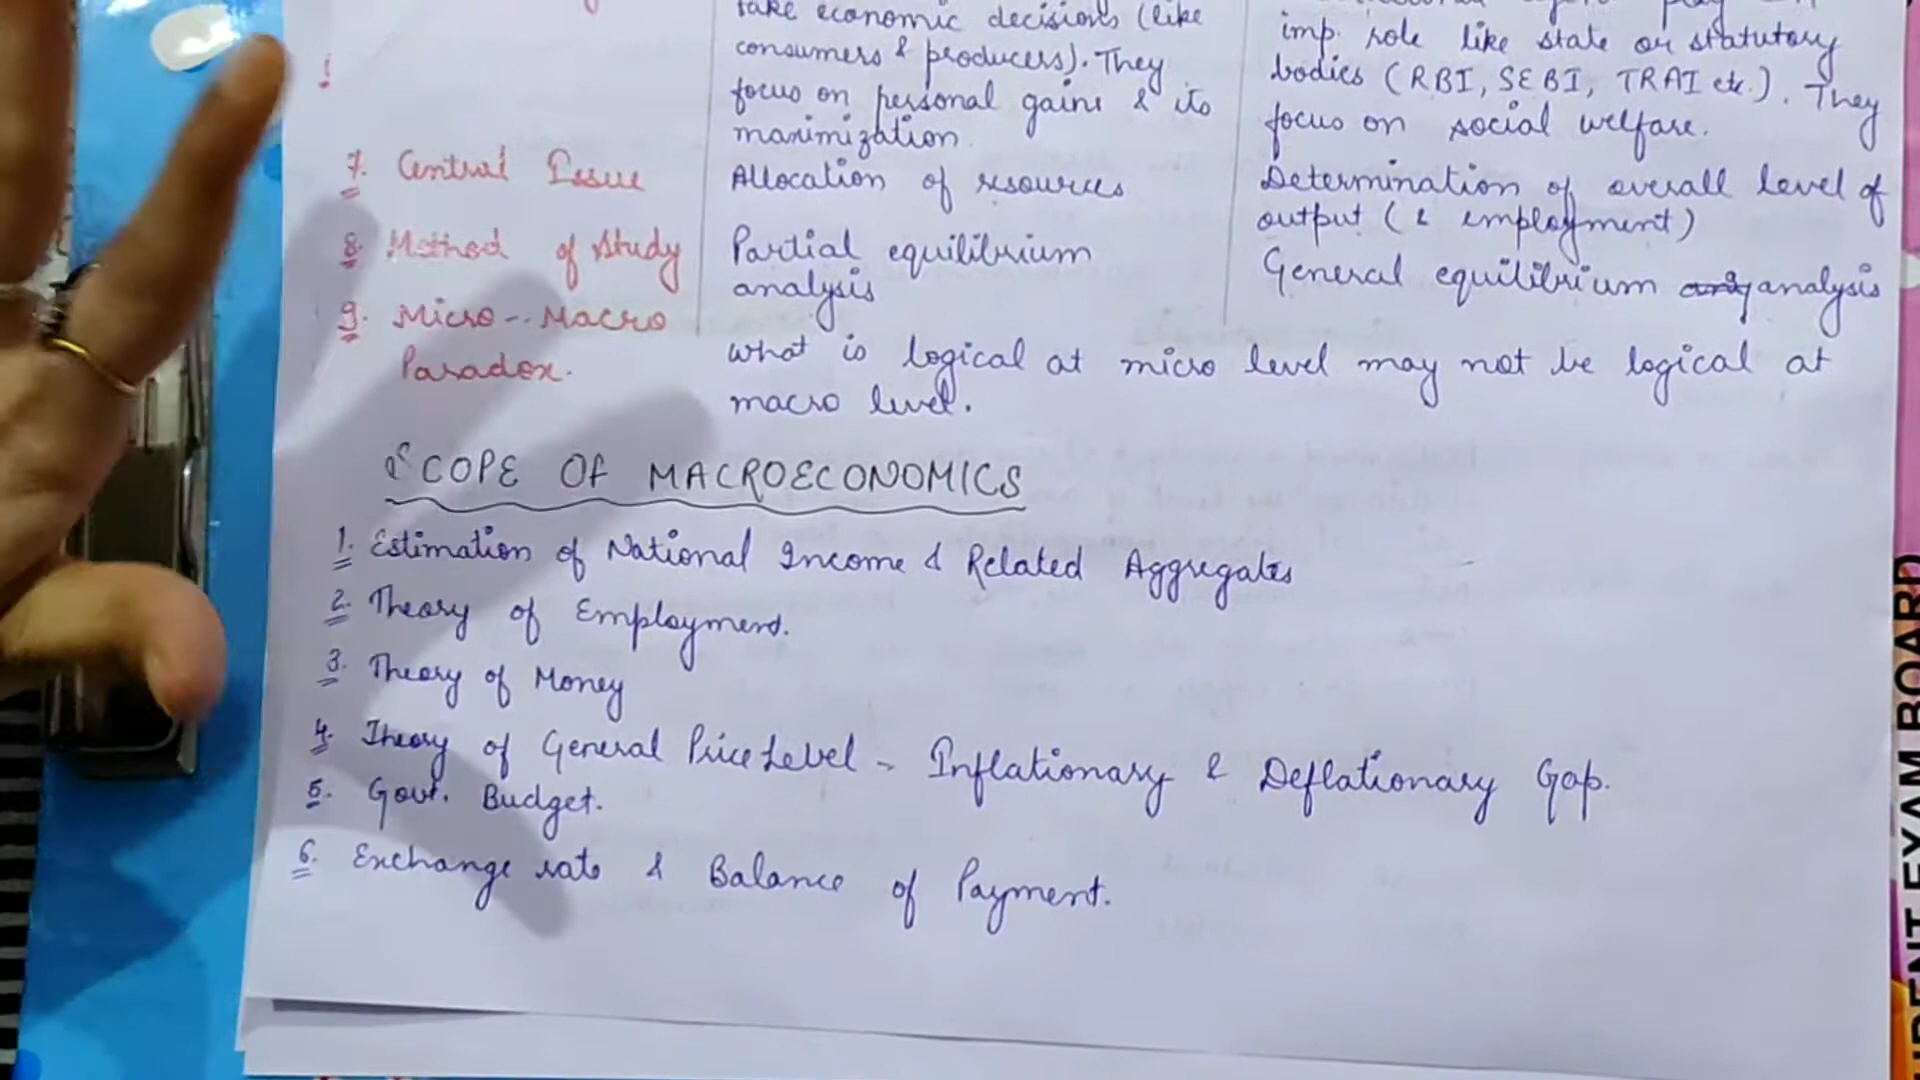 take economic decisions (like
consumers & producers). They
focus on personal gains & its
maximization.
imp. role like state or statutory
bodies (RBI, SEBI, TRAI etc.). They
focus on social welfare.
7. Central Issue
Allocation of resources
Determination of overall level of
output (& employment)
8. Method of Study
Partial equilibrium
analysis
General equilibrium analysis
9. Micro-Macro
Paradox.
What is logical at micro level may not be logical at
macro level.
SCOPE OF MACROECONOMICS
1. Estimation of National Income & Related Aggregates
2. Theory of Employment.
3. Theory of Money
4. Theory of General Price Level - Inflationary & Deflationary Gap.
5. Govt. Budget.
6. Exchange rate & Balance of Payment.
EXAM BOARD